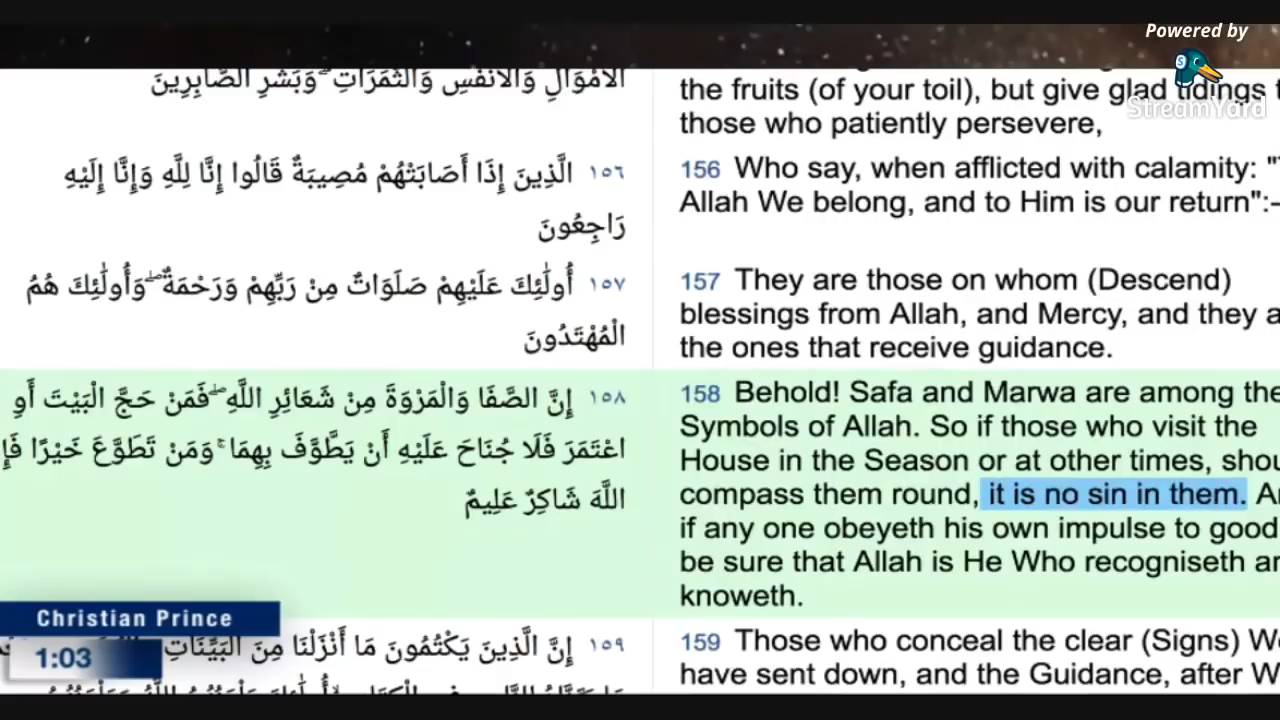 Powered by
StreamYard
الأَمْوَالِ وَالْأَنْفُسِ وَالثَّمَرَاتِ ۗ وَبَشِّرِ الصَّابِرِينَ
١٥٦ الَّذِينَ إِذَا أَصَابَتْهُمْ مُصِيبَةٌ قَالُوا إِنَّا لِلَّهِ وَإِنَّا إِلَيْهِ
رَاجِعُونَ
١٥٧ أُولَٰئِكَ عَلَيْهِمْ صَلَوَاتٌ مِنْ رَبِّهِمْ وَرَحْمَةٌ ۖ وَأُولَٰئِكَ هُمُ
الْمُهْتَدُونَ
١٥٨ إِنَّ الصَّفَا وَالْمَرْوَةَ مِنْ شَعَائِرِ اللَّهِ ۖ فَمَنْ حَجَّ الْبَيْتَ أَوِ
اعْتَمَرَ فَلَا جُنَاحَ عَلَيْهِ أَنْ يَطَّوَّفَ بِهِمَا ۚ وَمَنْ تَطَوَّعَ خَيْرًا فَإِ
اللَّهَ شَاكِرٌ عَلِيمٌ
١٥٩ إِنَّ الَّذِينَ يَكْتُمُونَ مَا أَنْزَلْنَا مِنَ الْبَيِّنَاتِ
the fruits (of your toil), but give glad tidings t
those who patiently persevere,
156 Who say, when afflicted with calamity: "T
Allah We belong, and to Him is our return":-
157 They are those on whom (Descend)
blessings from Allah, and Mercy, and they a
the ones that receive guidance.
158 Behold! Safa and Marwa are among the
Symbols of Allah. So if those who visit the
House in the Season or at other times, shou
compass them round, it is no sin in them. An
if any one obeyeth his own impulse to good
be sure that Allah is He Who recogniseth an
knoweth.
159 Those who conceal the clear (Signs) We
have sent down, and the Guidance, after W
Christian Prince
1:03